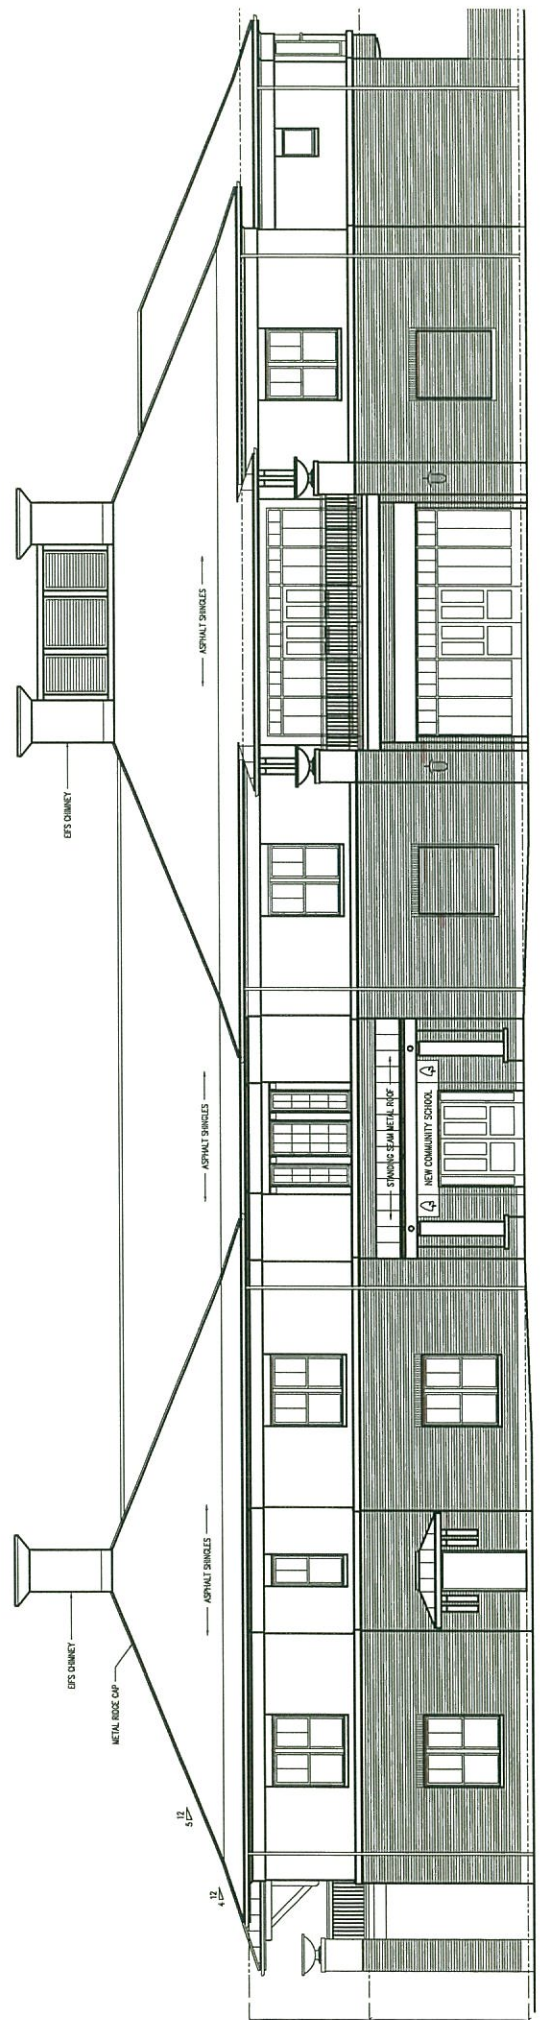 EIFS CHIMNEY
METAL RIDGE CAP
12
5
12
4
ASPHALT SHINGLES
ASPHALT SHINGLES
EIFS CHIMNEY
ASPHALT SHINGLES
STANDING SEAM METAL ROOF
NEW COMMUNITY SCHOOL